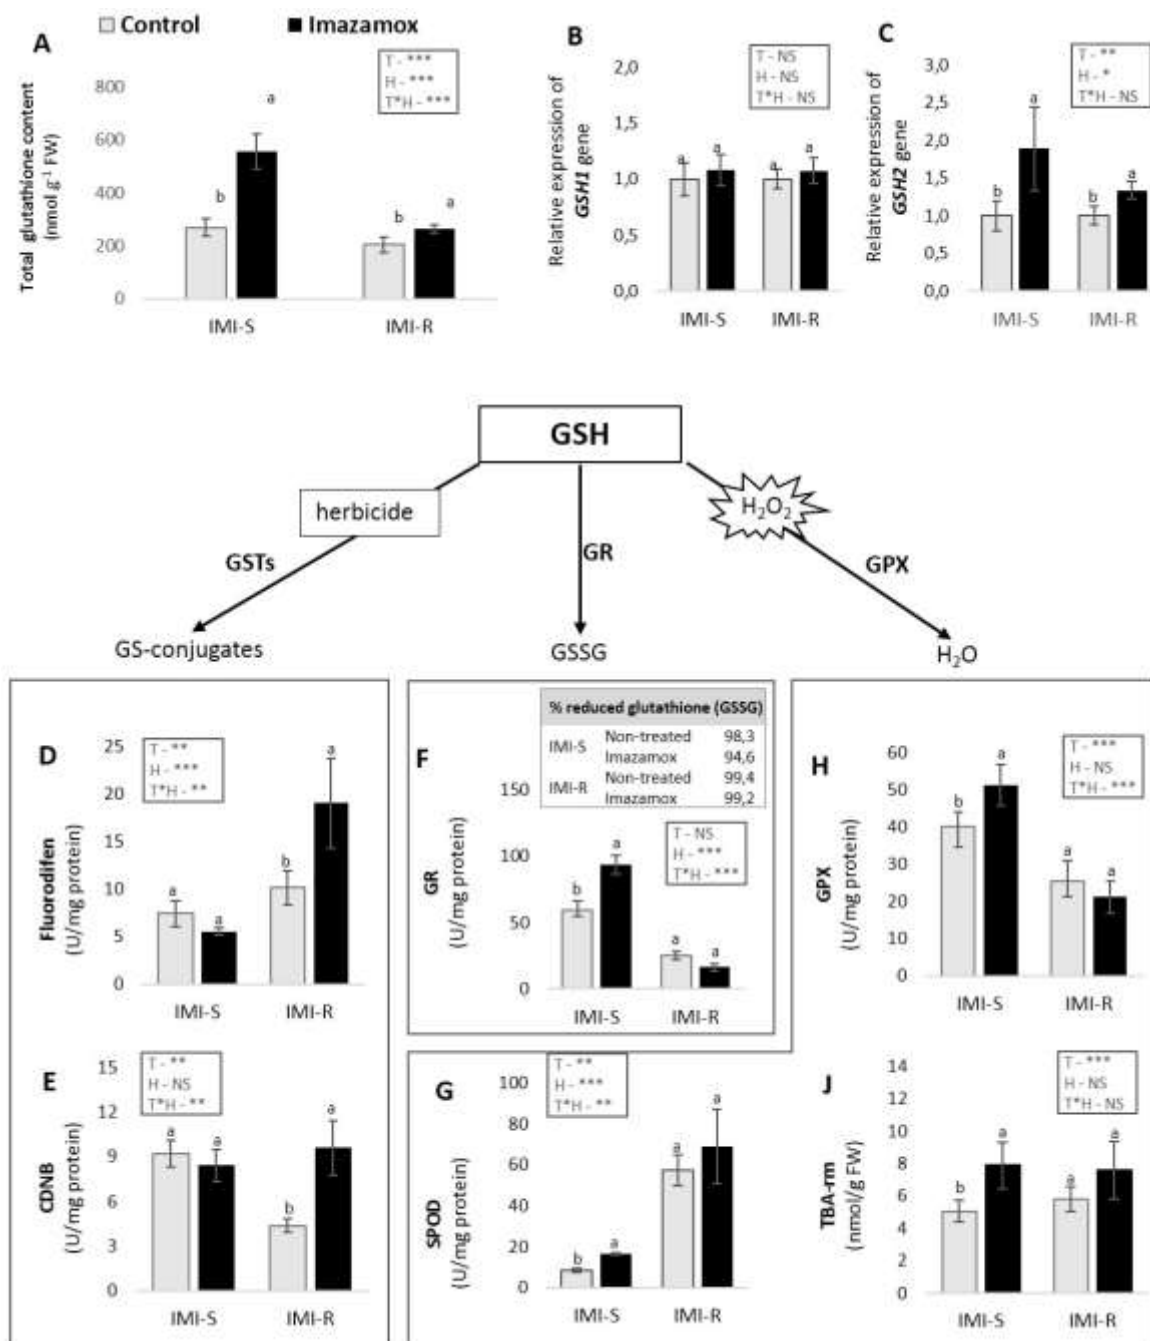 Control Imazamox
A
Total glutathione content
(nmol g-1 FW)
T - ***
H - ***
T*H - ***
800
600
400
200
0
b a b a
IMI-S IMI-R
B
Relative expression of
GSH1 gene
T - NS
H - NS
T*H - NS
2,0
1,5
1,0
0,5
0,0
a a a a
IMI-S IMI-R
C
Relative expression of
GSH2 gene
T - **
H - *
T*H - NS
3,0
2,5
2,0
1,5
1,0
0,5
0,0
b a b a
IMI-S IMI-R
GSH
herbicide
H2O2
GSTs
GR
GPX
GS-conjugates
GSSG
H2O
D
Fluorodifen
(U/mg protein)
T - **
H - ***
T*H - **
25
20
15
10
5
0
a a b a
IMI-S IMI-R
E
CDNB
(U/mg protein)
T - **
H - NS
T*H - **
15
12
9
6
3
0
a a b a
IMI-S IMI-R
% reduced glutathione (GSSG)
IMI-S Non-treated 98,3
Imazamox 94,6
IMI-R Non-treated 99,4
Imazamox 99,2
F
GR
(U/mg protein)
T - NS
H - ***
T*H - ***
150
100
50
0
b a a a
IMI-S IMI-R
G
SPOD
(U/mg protein)
T - **
H - ***
T*H - **
100
80
60
40
20
0
b a a a
IMI-S IMI-R
H
GPX
(U/mg protein)
T - ***
H - NS
T*H - ***
60
50
40
30
20
10
0
b a a a
IMI-S IMI-R
J
TBA-rm
(nmol/g FW)
T - ***
H - NS
T*H - NS
14
12
10
8
6
4
2
0
b a a a
IMI-S IMI-R